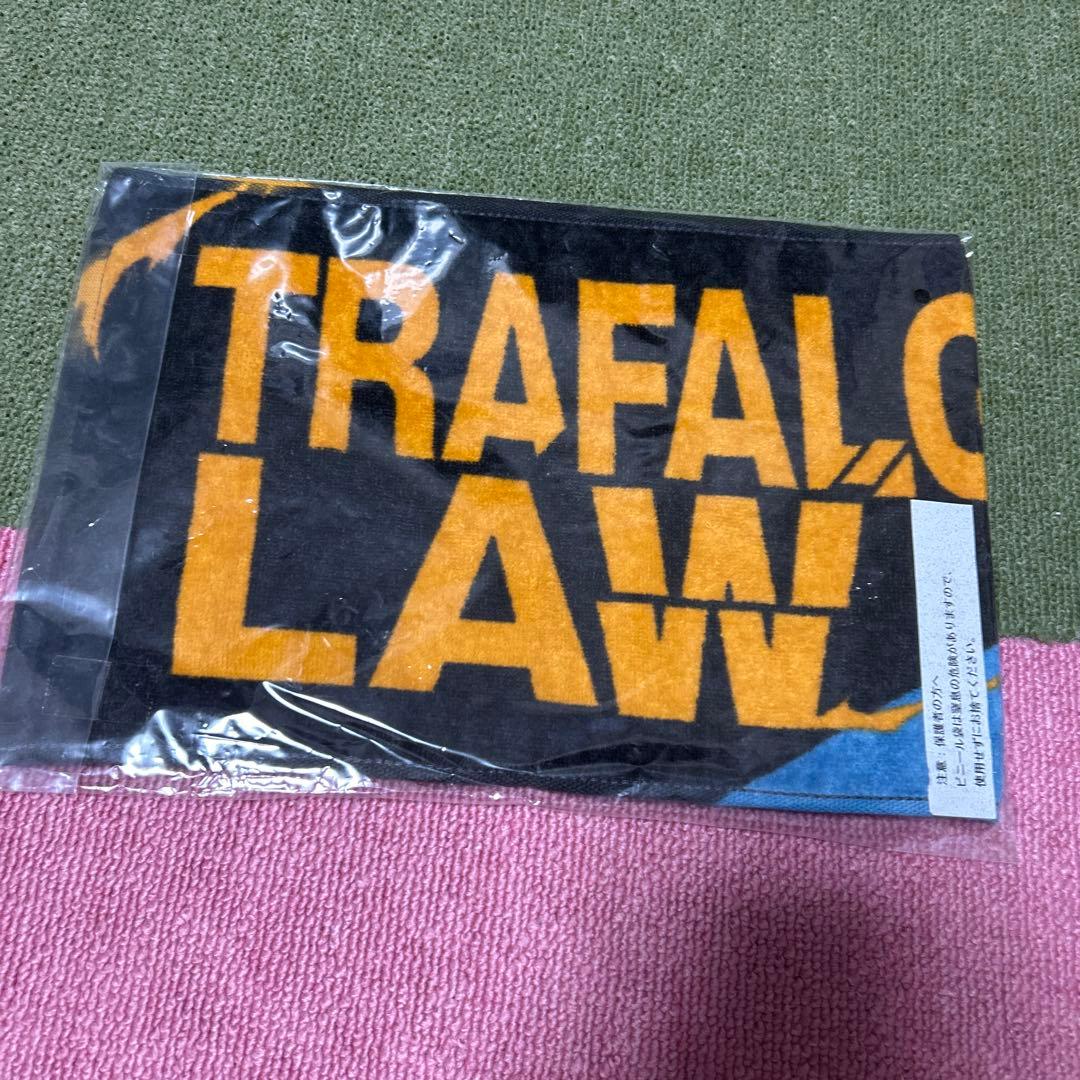 TRAFALG
LAW
注意：保護者の方へ
ビニール袋は窒息の危険がありますので、
使用せずにお捨てください。